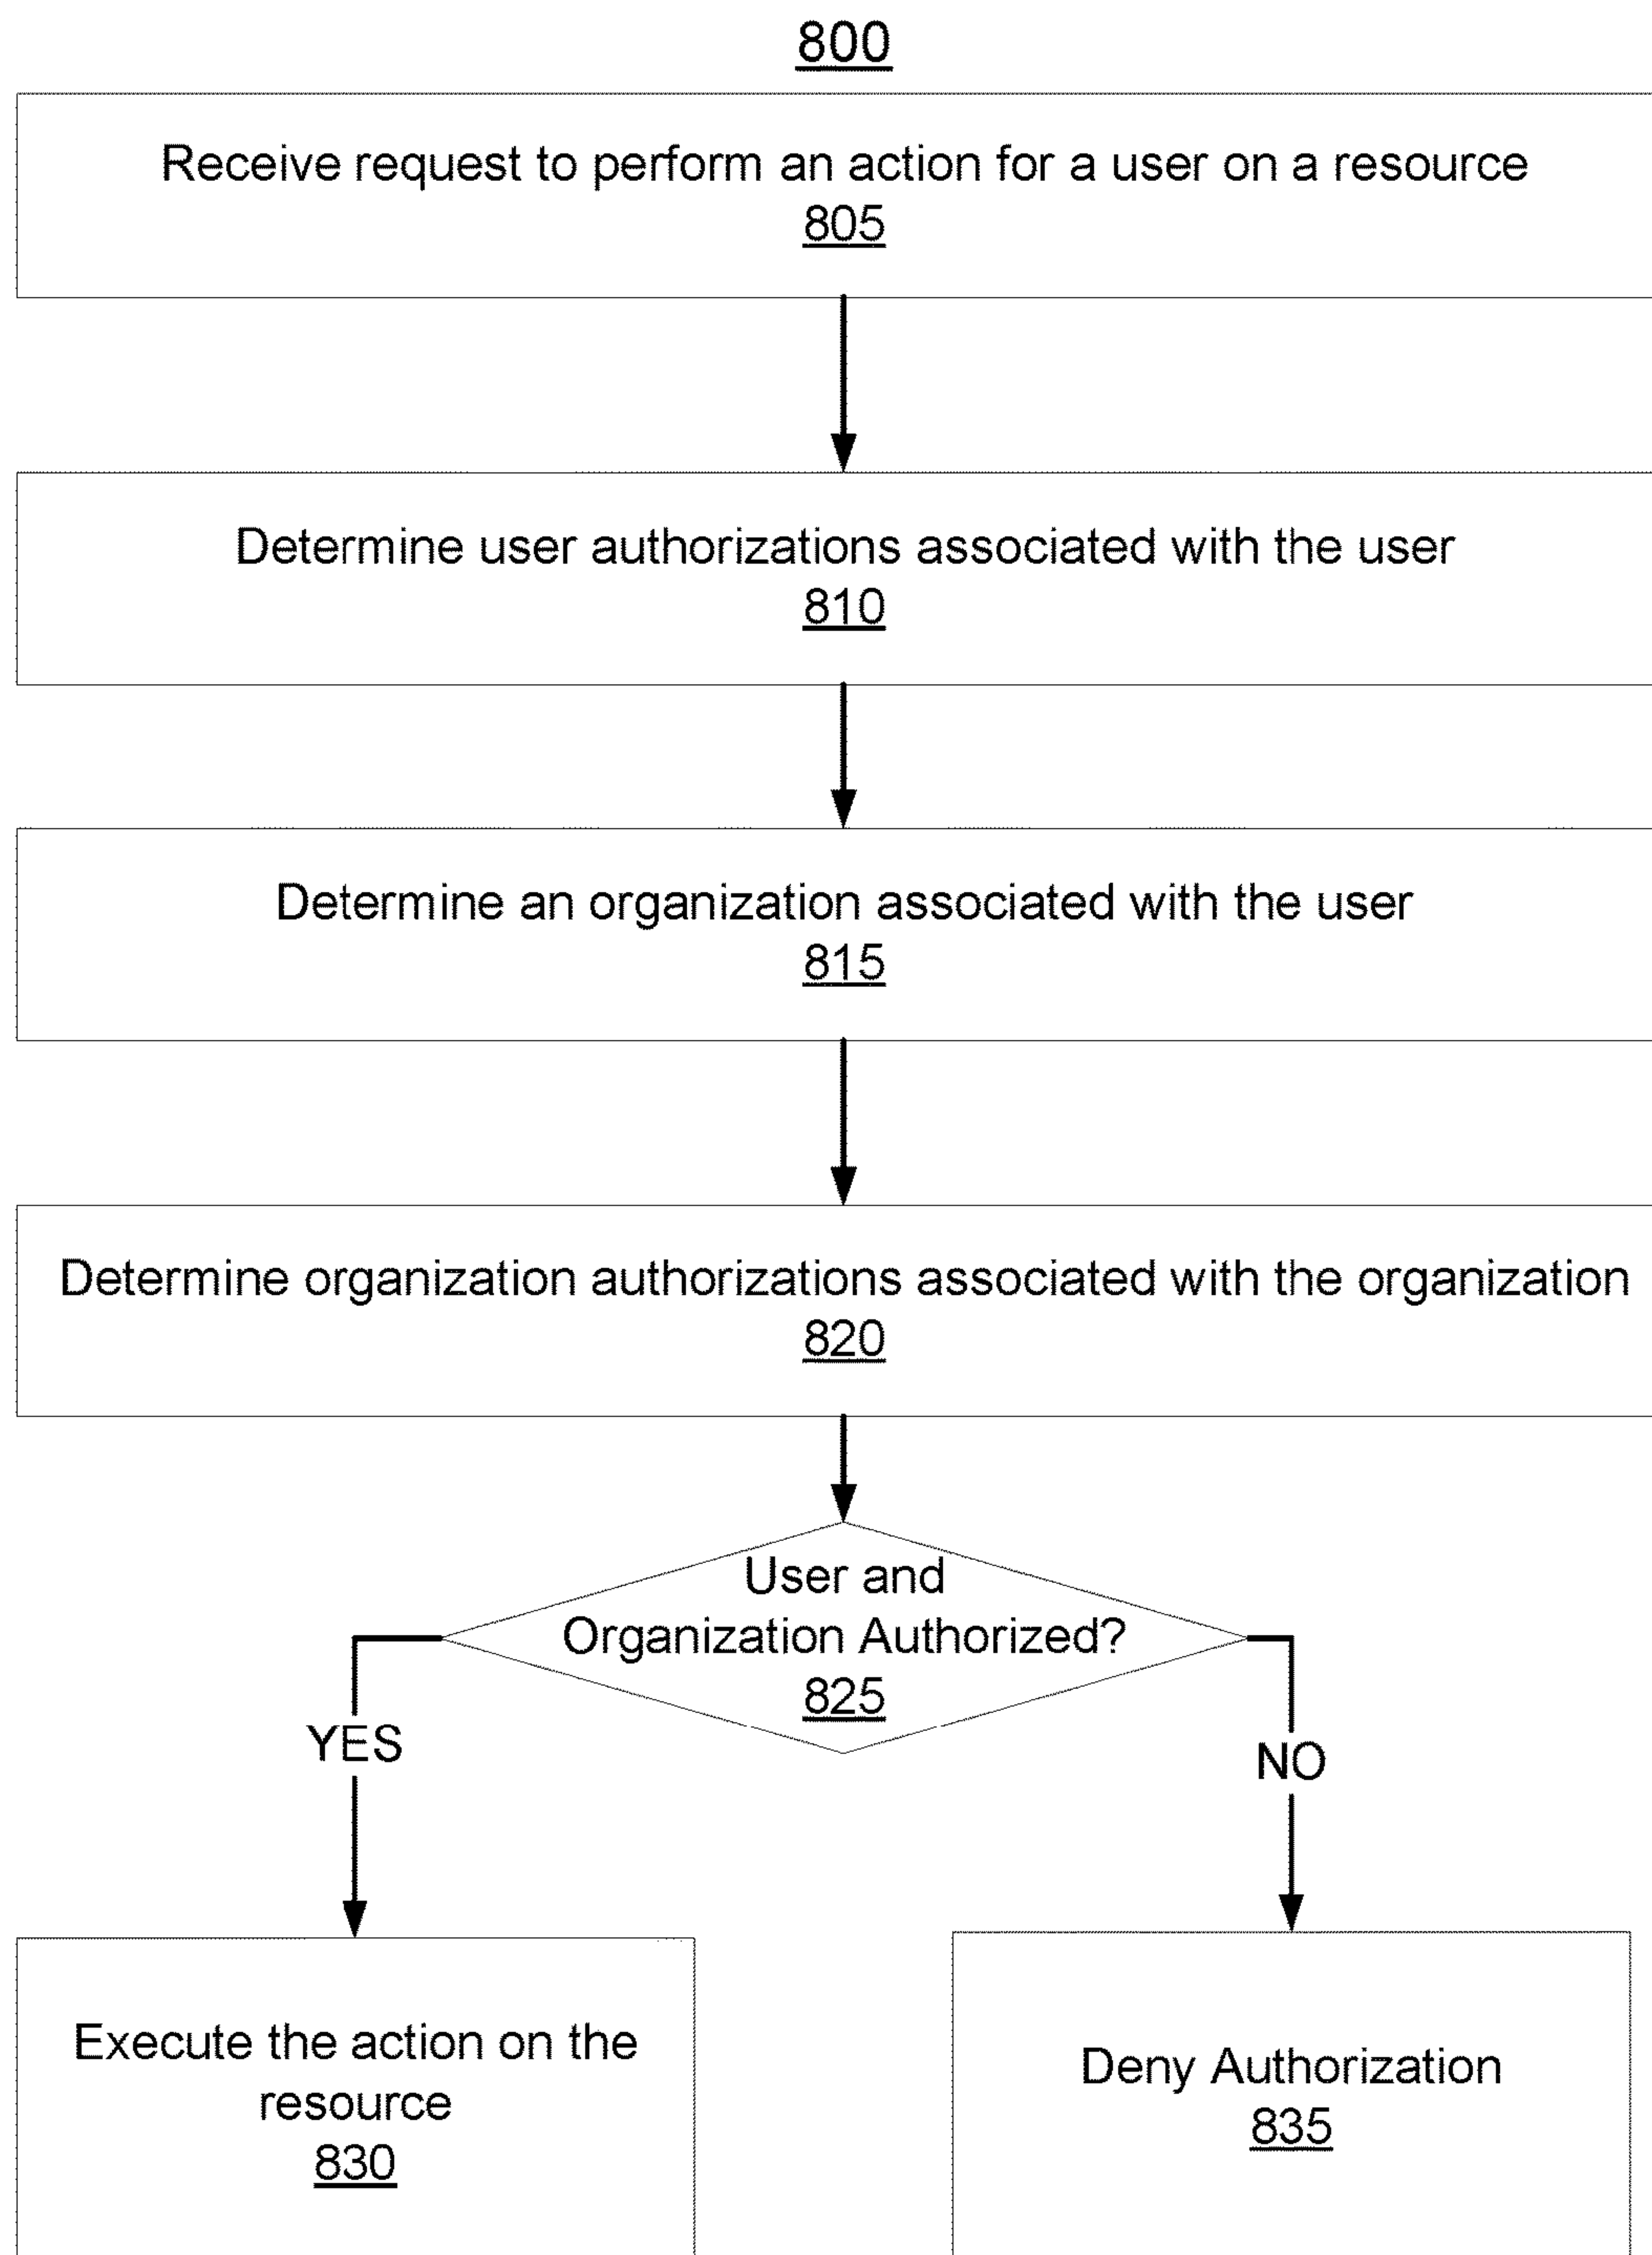 800
Receive request to perform an action for a user on a resource
805
Determine user authorizations associated with the user
810
Determine an organization associated with the user
815
Determine organization authorizations associated with the organization
820
User and
Organization Authorized?
825
YES
NO
Execute the action on the
resource
830
Deny Authorization
835